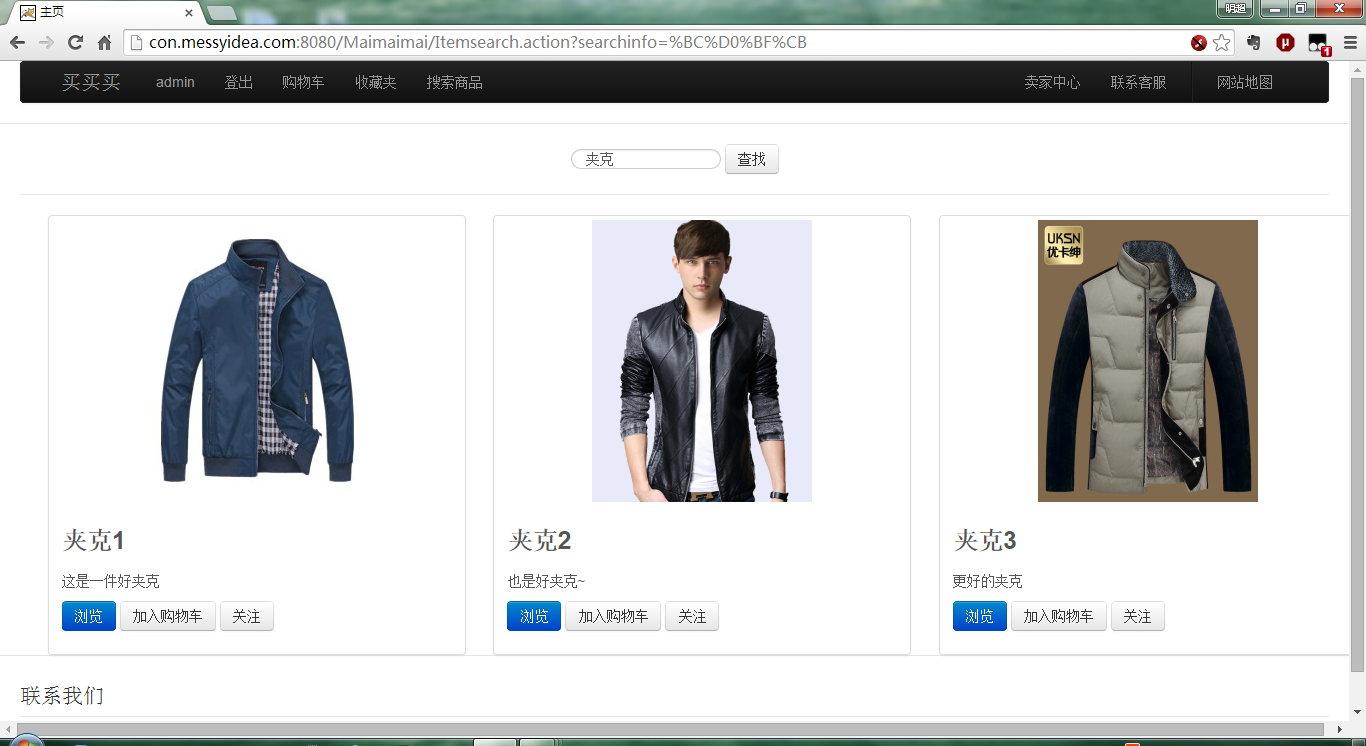 主页
明超
con.messyidea.com:8080/Maimaimai/Itemsearch.action?searchinfo=%BC%D0%BF%CB
1
买买买 admin 登出 购物车 收藏夹 搜索商品 卖家中心 联系客服 网站地图
夹克 查找
UKSN
优卡绅
夹克1 夹克2 夹克3
这是一件好夹克 也是好夹克~ 更好的夹克
浏览 加入购物车 关注 浏览 加入购物车 关注 浏览 加入购物车 关注
联系我们